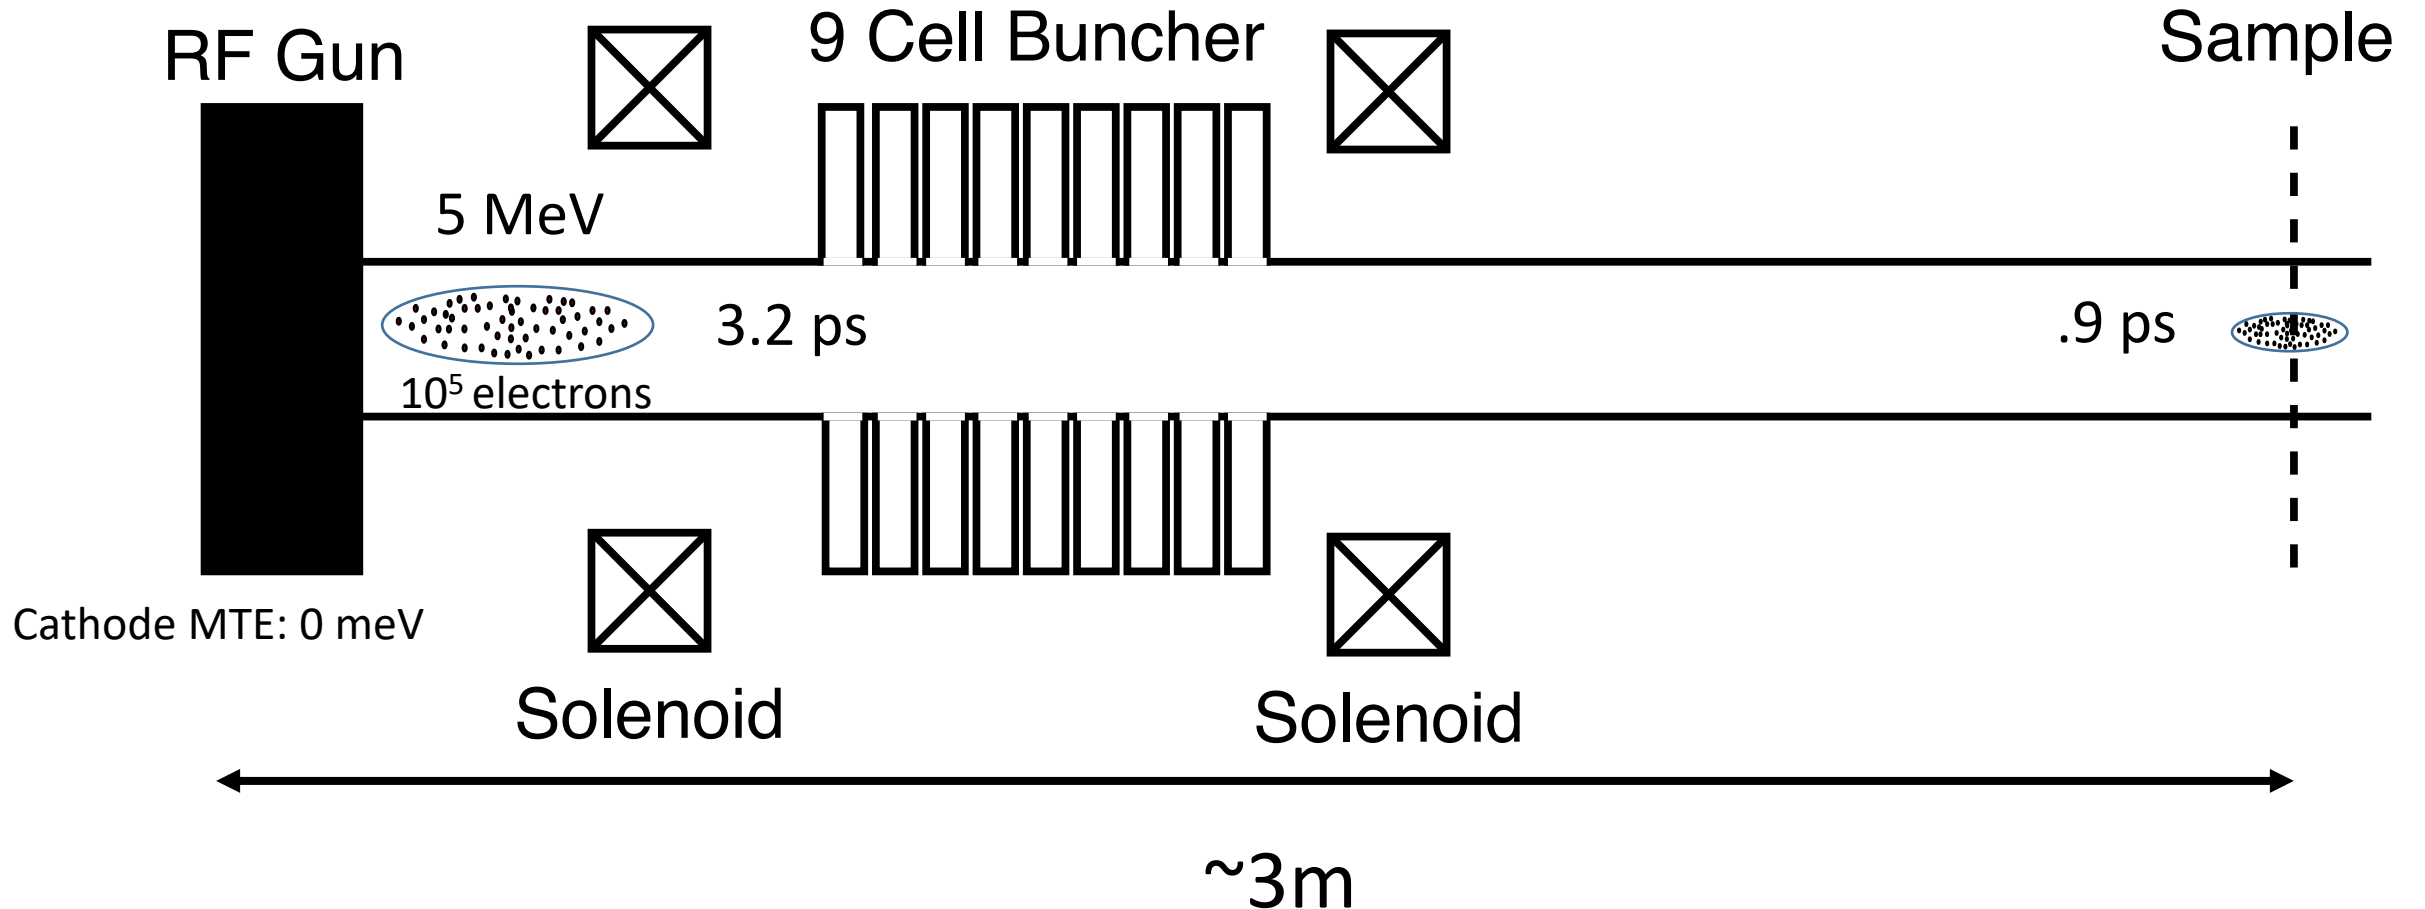 RF Gun
9 Cell Buncher
Sample
5 MeV
3.2 ps
.9 ps
10⁵ electrons
Cathode MTE: 0 meV
Solenoid
Solenoid
~3m